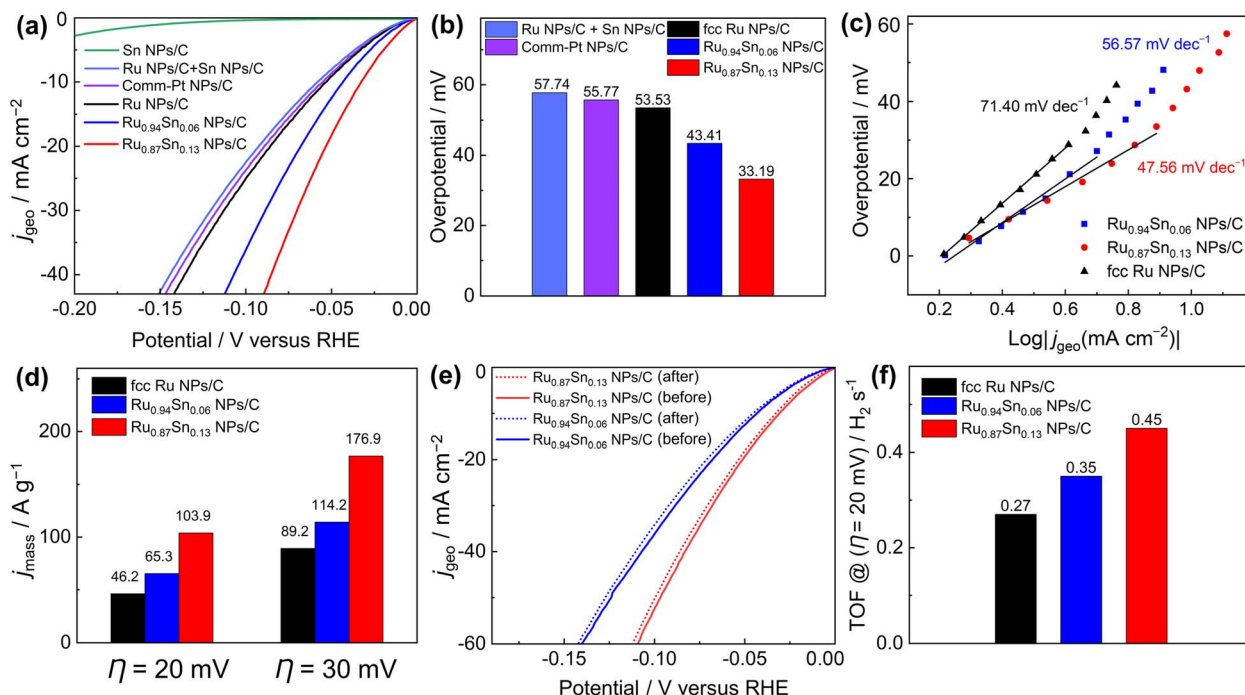 (a)
0
-10
-20
-30
-40
j_geo / mA cm⁻²
Sn NPs/C
Ru NPs/C+Sn NPs/C
Comm-Pt NPs/C
Ru NPs/C
Ru₀.₉₄Sn₀.₀₆ NPs/C
Ru₀.₈₇Sn₀.₁₃ NPs/C
-0.20 -0.15 -0.10 -0.05 0.00
Potential / V versus RHE
(b)
80
60
40
20
0
Overpotential / mV
Ru NPs/C + Sn NPs/C
Comm-Pt NPs/C
fcc Ru NPs/C
Ru₀.₉₄Sn₀.₀₆ NPs/C
Ru₀.₈₇Sn₀.₁₃ NPs/C
57.74 55.77 53.53 43.41 33.19
(c)
60
40
20
0
Overpotential / mV
56.57 mV dec⁻¹
71.40 mV dec⁻¹
47.56 mV dec⁻¹
Ru₀.₉₄Sn₀.₀₆ NPs/C
Ru₀.₈₇Sn₀.₁₃ NPs/C
fcc Ru NPs/C
0.2 0.4 0.6 0.8 1.0
Log|j_geo(mA cm⁻²)|
(d)
200
100
0
j_mass / A g⁻¹
fcc Ru NPs/C
Ru₀.₉₄Sn₀.₀₆ NPs/C
Ru₀.₈₇Sn₀.₁₃ NPs/C
46.2 65.3 103.9
89.2 114.2 176.9
η = 20 mV η = 30 mV
(e)
0
-20
-40
-60
j_geo / mA cm⁻²
Ru₀.₈₇Sn₀.₁₃ NPs/C (after)
Ru₀.₈₇Sn₀.₁₃ NPs/C (before)
Ru₀.₉₄Sn₀.₀₆ NPs/C (after)
Ru₀.₉₄Sn₀.₀₆ NPs/C (before)
-0.15 -0.10 -0.05 0.00
Potential / V versus RHE
(f)
0.6
0.4
0.2
0.0
TOF @ (η = 20 mV) / H₂ s⁻¹
fcc Ru NPs/C
Ru₀.₉₄Sn₀.₀₆ NPs/C
Ru₀.₈₇Sn₀.₁₃ NPs/C
0.27 0.35 0.45